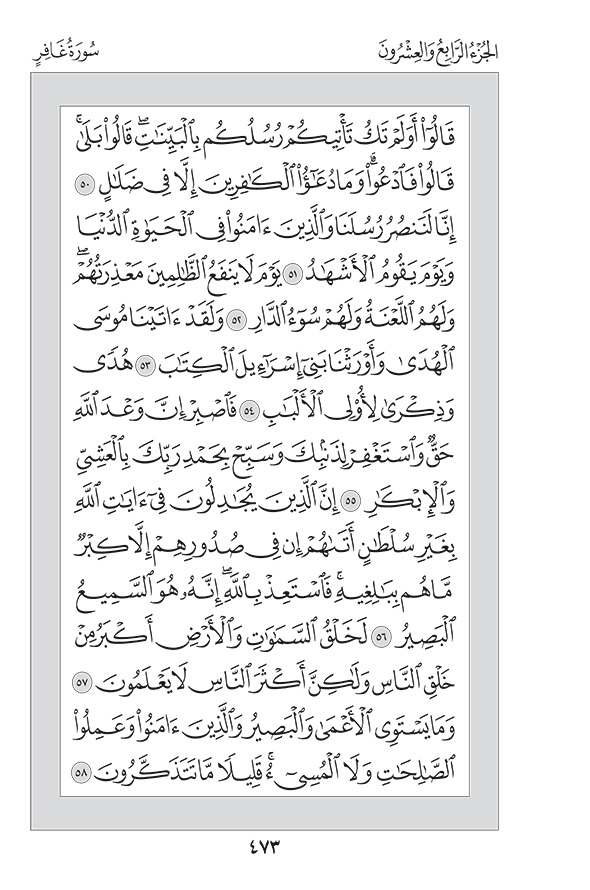 الجُزْءُ الرَّابِعُ وَالعِشْرُونَ سُورَةُ غَافِرٍ
قَالُوٓا۟ أَوَلَمْ تَكُ تَأْتِيكُمْ رُسُلُكُم بِٱلْبَيِّنَٰتِ ۖ قَالُوا۟ بَلَىٰ ۚ
قَالُوا۟ فَٱدْعُوا۟ ۗ وَمَا دُعَٰٓؤُا۟ ٱلْكَٰفِرِينَ إِلَّا فِى ضَلَٰلٍ ٥٠
إِنَّا لَنَنصُرُ رُسُلَنَا وَٱلَّذِينَ ءَامَنُوا۟ فِى ٱلْحَيَوٰةِ ٱلدُّنْيَا
وَيَوْمَ يَقُومُ ٱلْأَشْهَٰدُ ٥١ يَوْمَ لَا يَنفَعُ ٱلظَّٰلِمِينَ مَعْذِرَتُهُمْ ۖ
وَلَهُمُ ٱللَّعْنَةُ وَلَهُمْ سُوٓءُ ٱلدَّارِ ٥٢ وَلَقَدْ ءَاتَيْنَا مُوسَى
ٱلْهُدَىٰ وَأَوْرَثْنَا بَنِىٓ إِسْرَٰٓءِيلَ ٱلْكِتَٰبَ ٥٣ هُدًى
وَذِكْرَىٰ لِأُو۟لِى ٱلْأَلْبَٰبِ ٥٤ فَٱصْبِرْ إِنَّ وَعْدَ ٱللَّهِ
حَقٌّ وَٱسْتَغْفِرْ لِذَنۢبِكَ وَسَبِّحْ بِحَمْدِ رَبِّكَ بِٱلْعَشِىِّ
وَٱلْإِبْكَٰرِ ٥٥ إِنَّ ٱلَّذِينَ يُجَٰدِلُونَ فِىٓ ءَايَٰتِ ٱللَّهِ
بِغَيْرِ سُلْطَٰنٍ أَتَىٰهُمْ ۙ إِن فِى صُدُورِهِمْ إِلَّا كِبْرٌ
مَّا هُم بِبَٰلِغِيهِ ۚ فَٱسْتَعِذْ بِٱللَّهِ ۖ إِنَّهُۥ هُوَ ٱلسَّمِيعُ
ٱلْبَصِيرُ ٥٦ لَخَلْقُ ٱلسَّمَٰوَٰتِ وَٱلْأَرْضِ أَكْبَرُ مِنْ
خَلْقِ ٱلنَّاسِ وَلَٰكِنَّ أَكْثَرَ ٱلنَّاسِ لَا يَعْلَمُونَ ٥٧
وَمَا يَسْتَوِى ٱلْأَعْمَىٰ وَٱلْبَصِيرُ وَٱلَّذِينَ ءَامَنُوا۟ وَعَمِلُوا۟
ٱلصَّٰلِحَٰتِ وَلَا ٱلْمُسِىٓءُ ۚ قَلِيلًا مَّا تَتَذَكَّرُونَ ٥٨
٤٧٣